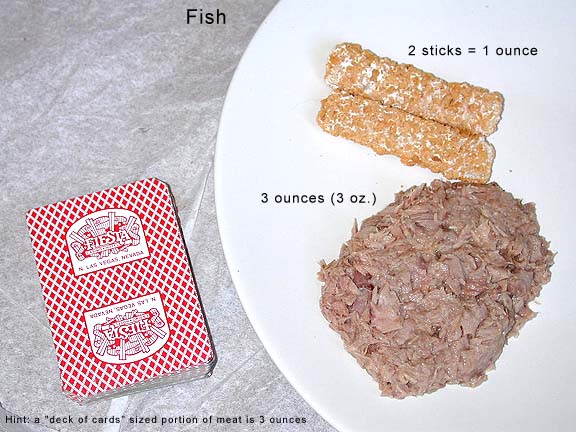 Fish
2 sticks = 1 ounce
3 ounces (3 oz.)
FIESTA
N. LAS VEGAS, NEVADA
FIESTA
N. LAS VEGAS, NEVADA
Hint: a "deck of cards" sized portion of meat is 3 ounces